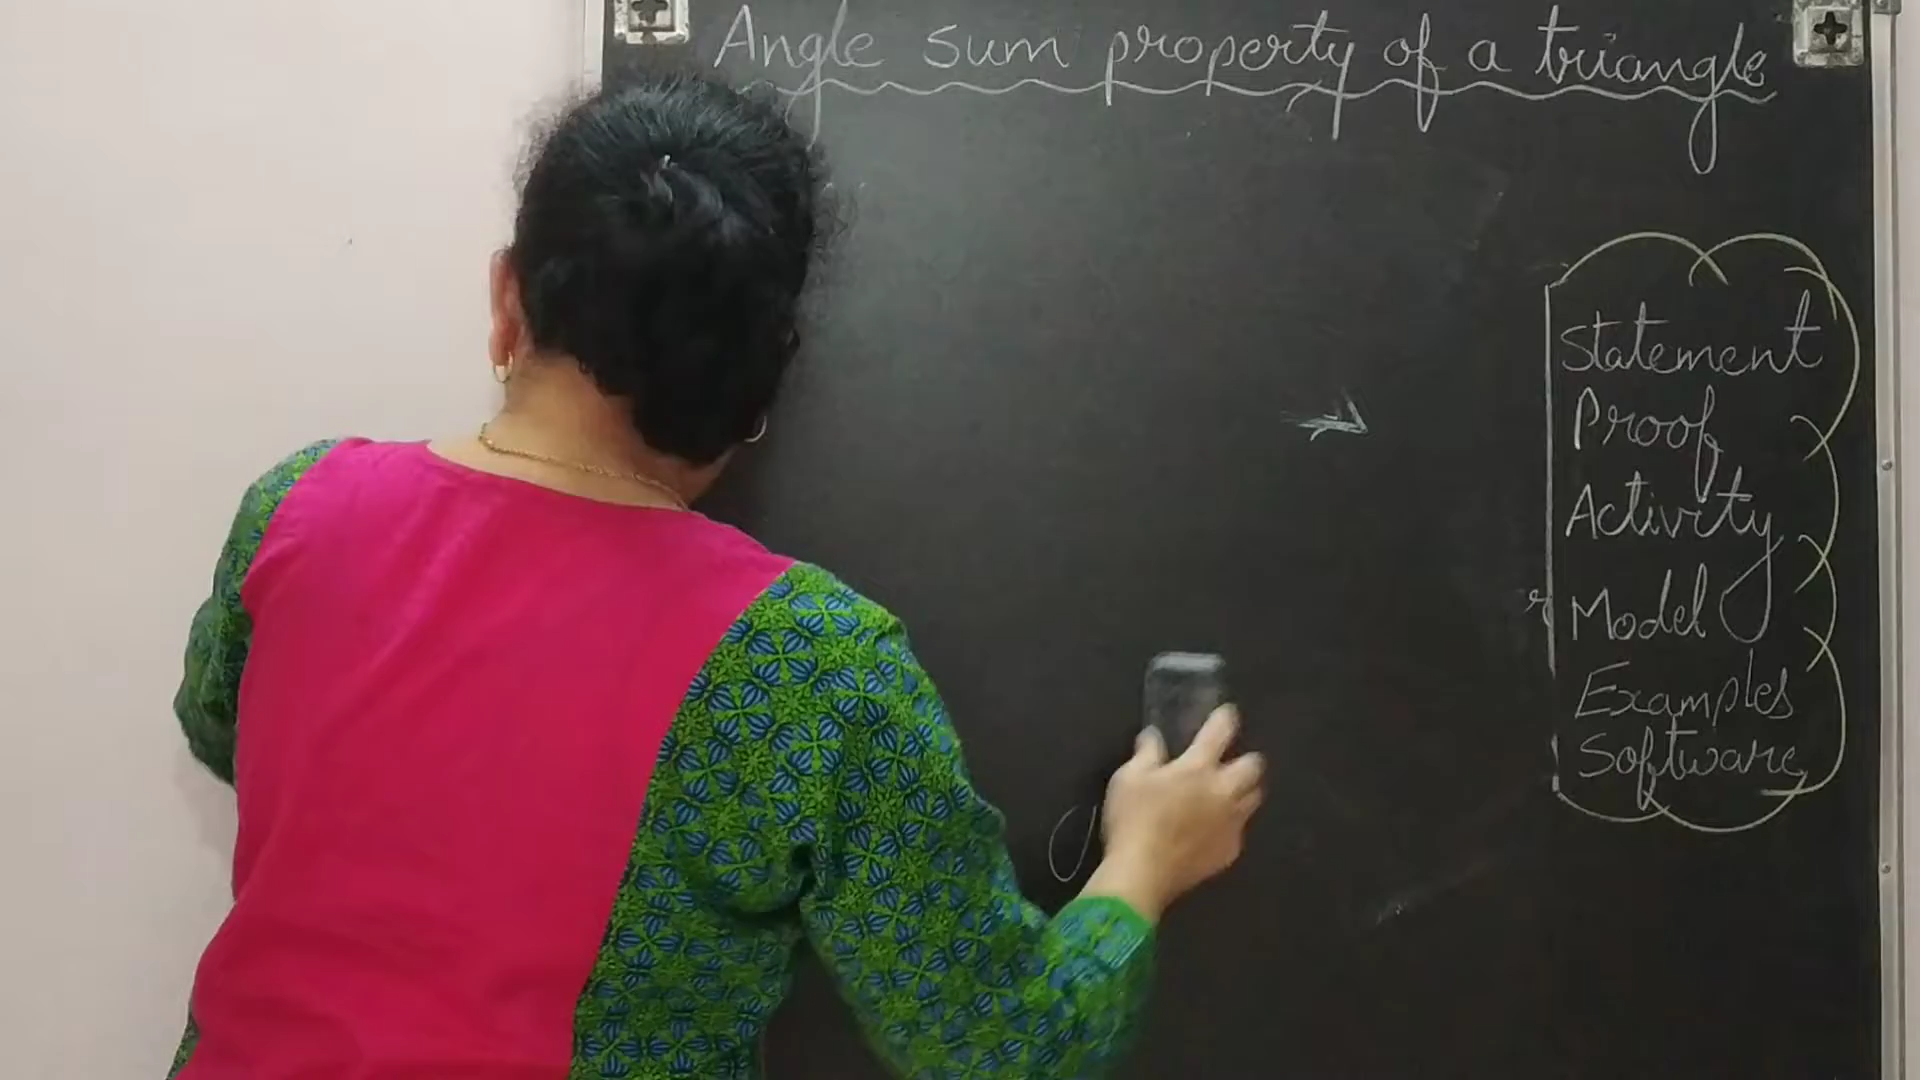 Angle sum property of a triangle
Statement
Proof
Activity
Model
Examples
Software